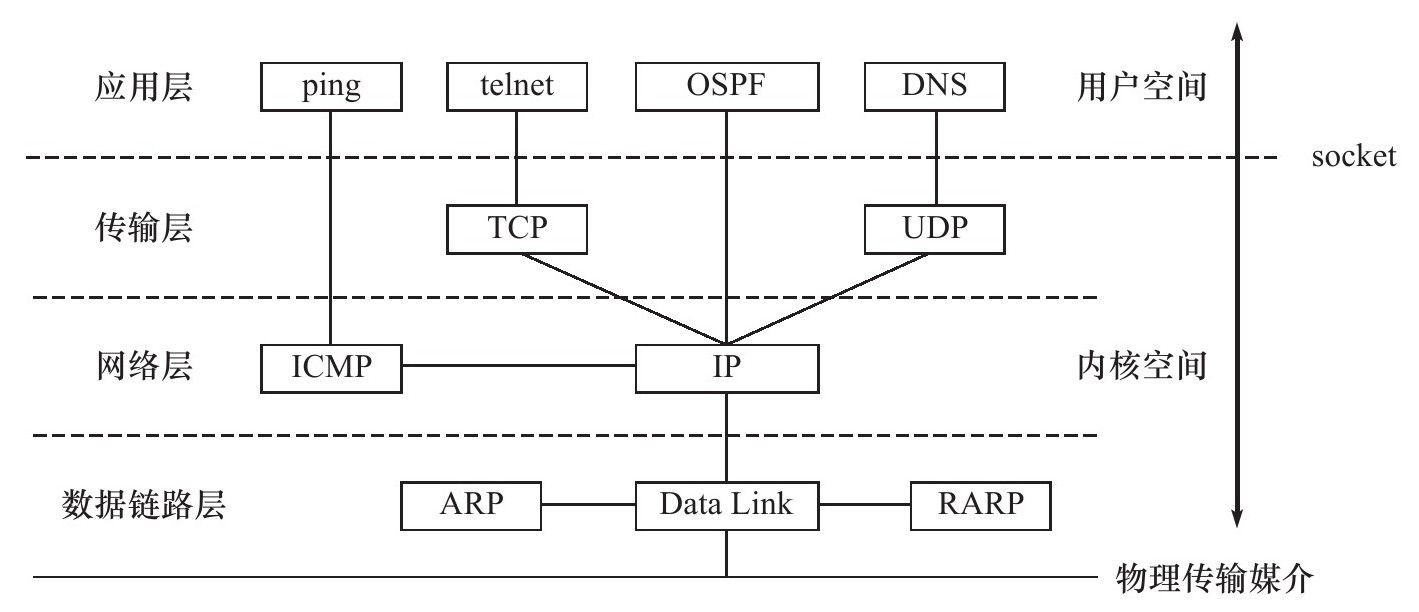 应用层 ping telnet OSPF DNS 用户空间
socket
传输层 TCP UDP
网络层 ICMP IP 内核空间
数据链路层 ARP Data Link RARP
物理传输媒介